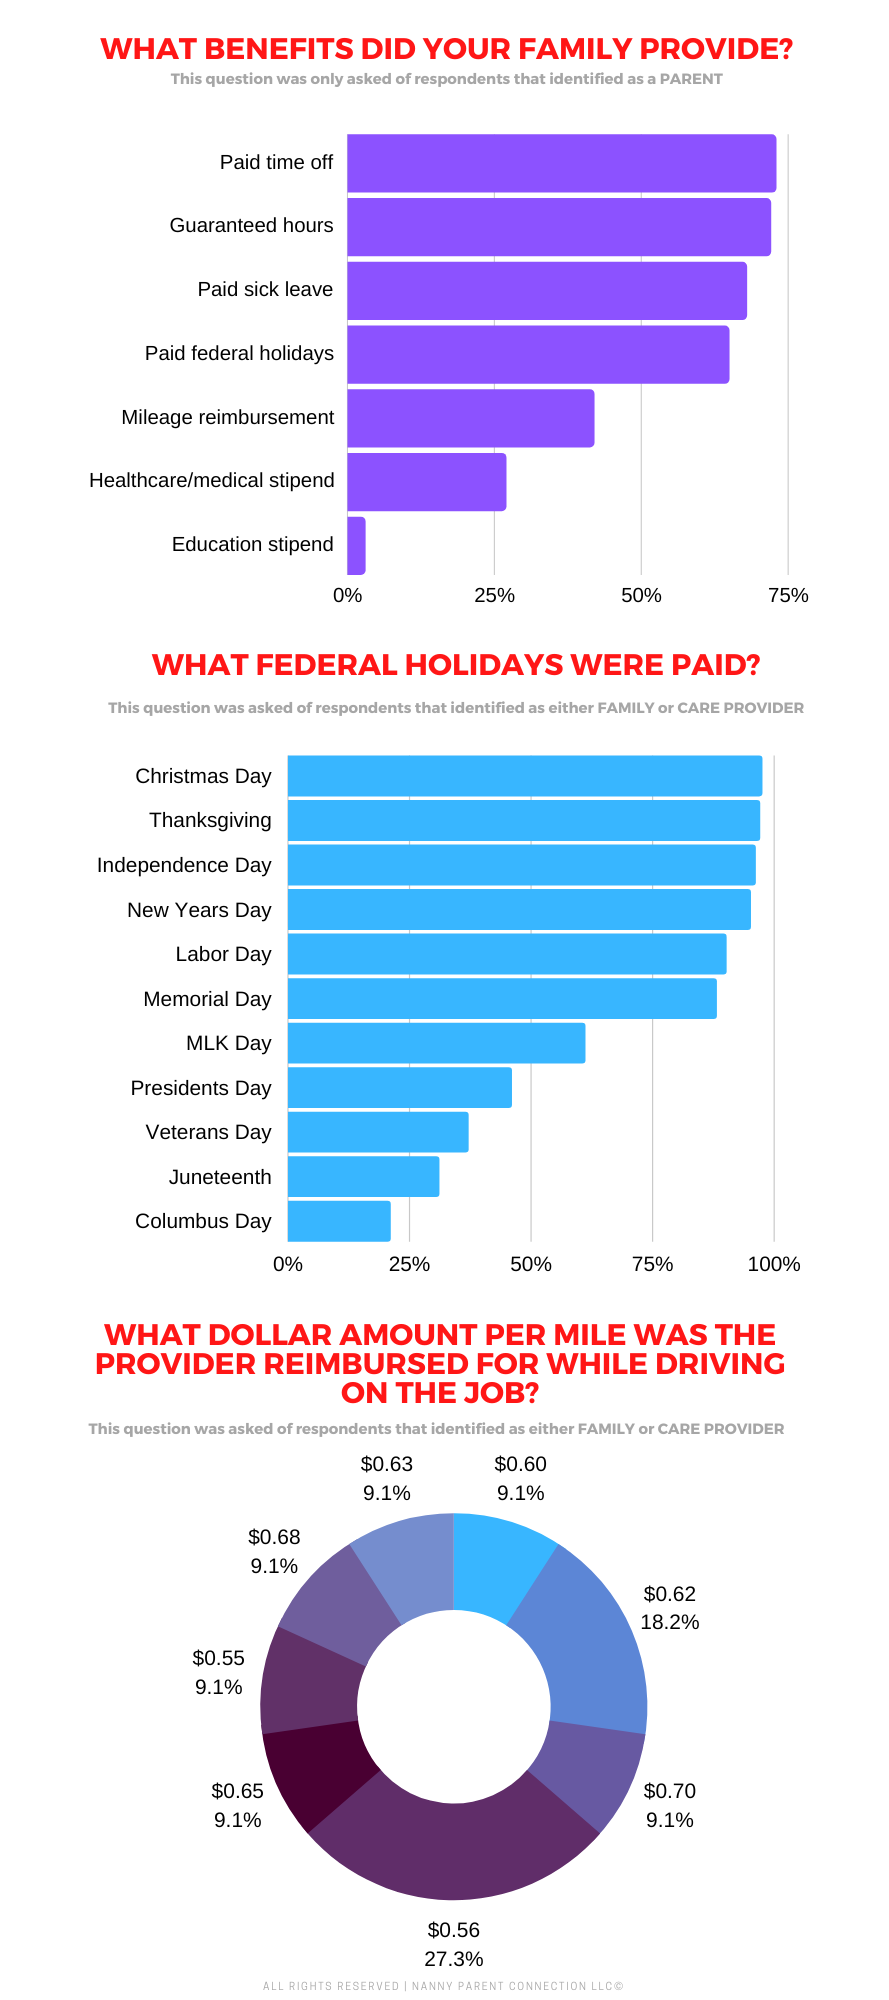 WHAT BENEFITS DID YOUR FAMILY PROVIDE?
This question was only asked of respondents that identified as a PARENT
Paid time off
Guaranteed hours
Paid sick leave
Paid federal holidays
Mileage reimbursement
Healthcare/medical stipend
Education stipend
0% 25% 50% 75%
WHAT FEDERAL HOLIDAYS WERE PAID?
This question was asked of respondents that identified as either FAMILY or CARE PROVIDER
Christmas Day
Thanksgiving
Independence Day
New Years Day
Labor Day
Memorial Day
MLK Day
Presidents Day
Veterans Day
Juneteenth
Columbus Day
0% 25% 50% 75% 100%
WHAT DOLLAR AMOUNT PER MILE WAS THE
PROVIDER REIMBURSED FOR WHILE DRIVING
ON THE JOB?
This question was asked of respondents that identified as either FAMILY or CARE PROVIDER
$0.63
9.1%
$0.60
9.1%
$0.68
9.1%
$0.62
18.2%
$0.55
9.1%
$0.65
9.1%
$0.70
9.1%
$0.56
27.3%
ALL RIGHTS RESERVED | NANNY PARENT CONNECTION LLC©